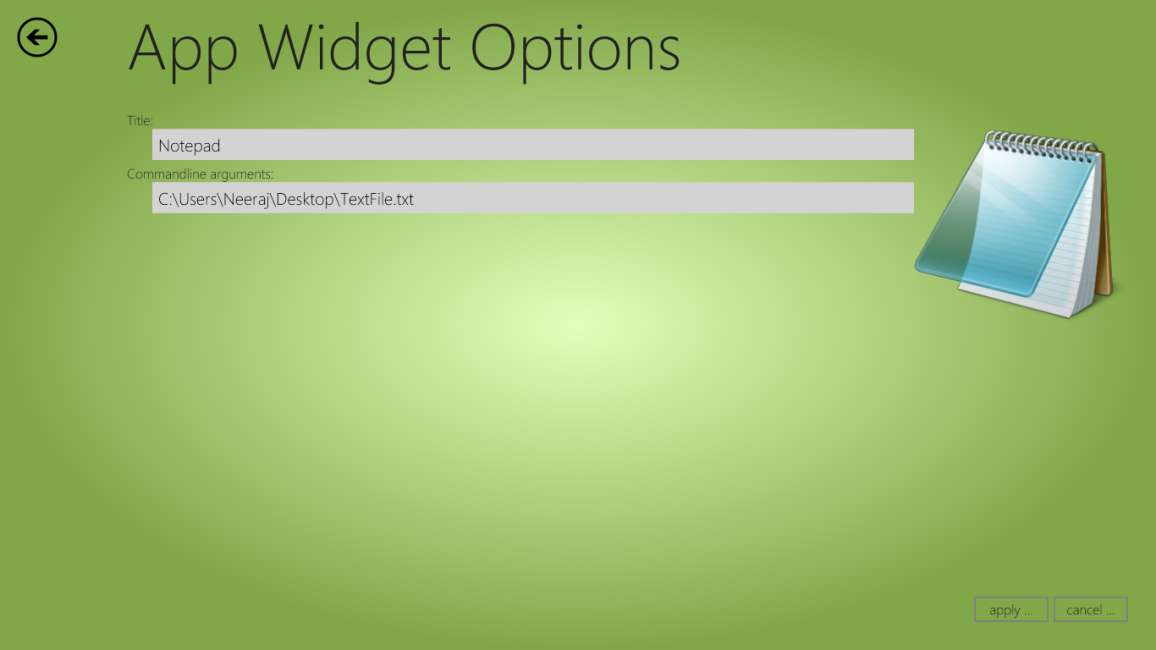 App Widget Options
Title:
Notepad
Commandline arguments:
C:\Users\Neeraj\Desktop\TextFile.txt
apply ...
cancel ...